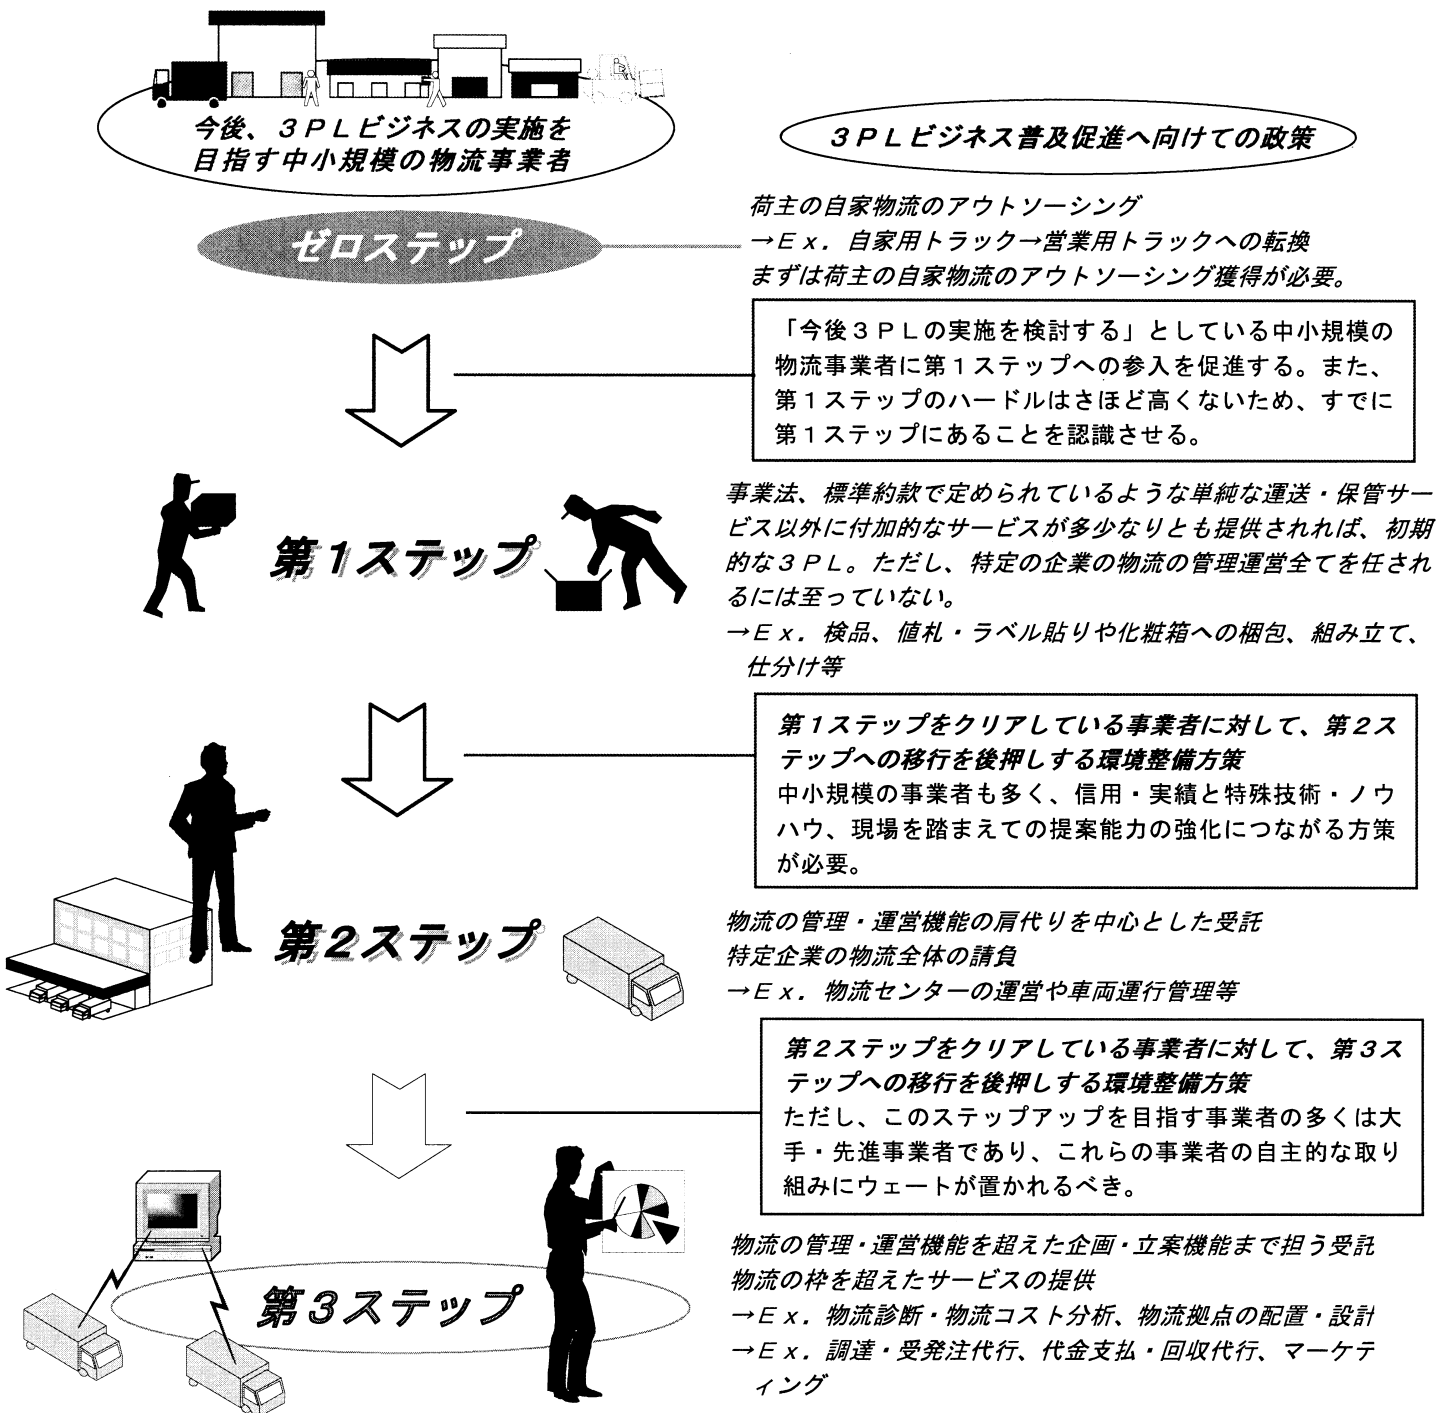 今後、３ＰＬビジネスの実施を
目指す中小規模の物流事業者
３ＰＬビジネス普及促進へ向けての政策
ゼロステップ
荷主の自家物流のアウトソーシング
→Ｅｘ．自家用トラック→営業用トラックへの転換
まずは荷主の自家物流のアウトソーシング獲得が必要。
「今後３ＰＬの実施を検討する」としている中小規模の
物流事業者に第１ステップへの参入を促進する。また、
第１ステップのハードルはさほど高くないため、すでに
第１ステップにあることを認識させる。
第１ステップ
事業法、標準約款で定められているような単純な運送・保管サー
ビス以外に付加的なサービスが多少なりとも提供されれば、初期
的な３ＰＬ。ただし、特定の企業の物流の管理運営全てを任され
るには至っていない。
→Ｅｘ．検品、値札・ラベル貼りや化粧箱への梱包、組み立て、
仕分け等
第１ステップをクリアしている事業者に対して、第２ス
テップへの移行を後押しする環境整備方策
中小規模の事業者も多く、信用・実績と特殊技術・ノウ
ハウ、現場を踏まえての提案能力の強化につながる方策
が必要。
第２ステップ
物流の管理・運営機能の肩代りを中心とした受託
特定企業の物流全体の請負
→Ｅｘ．物流センターの運営や車両運行管理等
第２ステップをクリアしている事業者に対して、第３ス
テップへの移行を後押しする環境整備方策
ただし、このステップアップを目指す事業者の多くは大
手・先進事業者であり、これらの事業者の自主的な取り
組みにウェートが置かれるべき。
第３ステップ
物流の管理・運営機能を超えた企画・立案機能まで担う受託
物流の枠を超えたサービスの提供
→Ｅｘ．物流診断・物流コスト分析、物流拠点の配置・設計
→Ｅｘ．調達・受発注代行、代金支払・回収代行、マーケテ
ィング